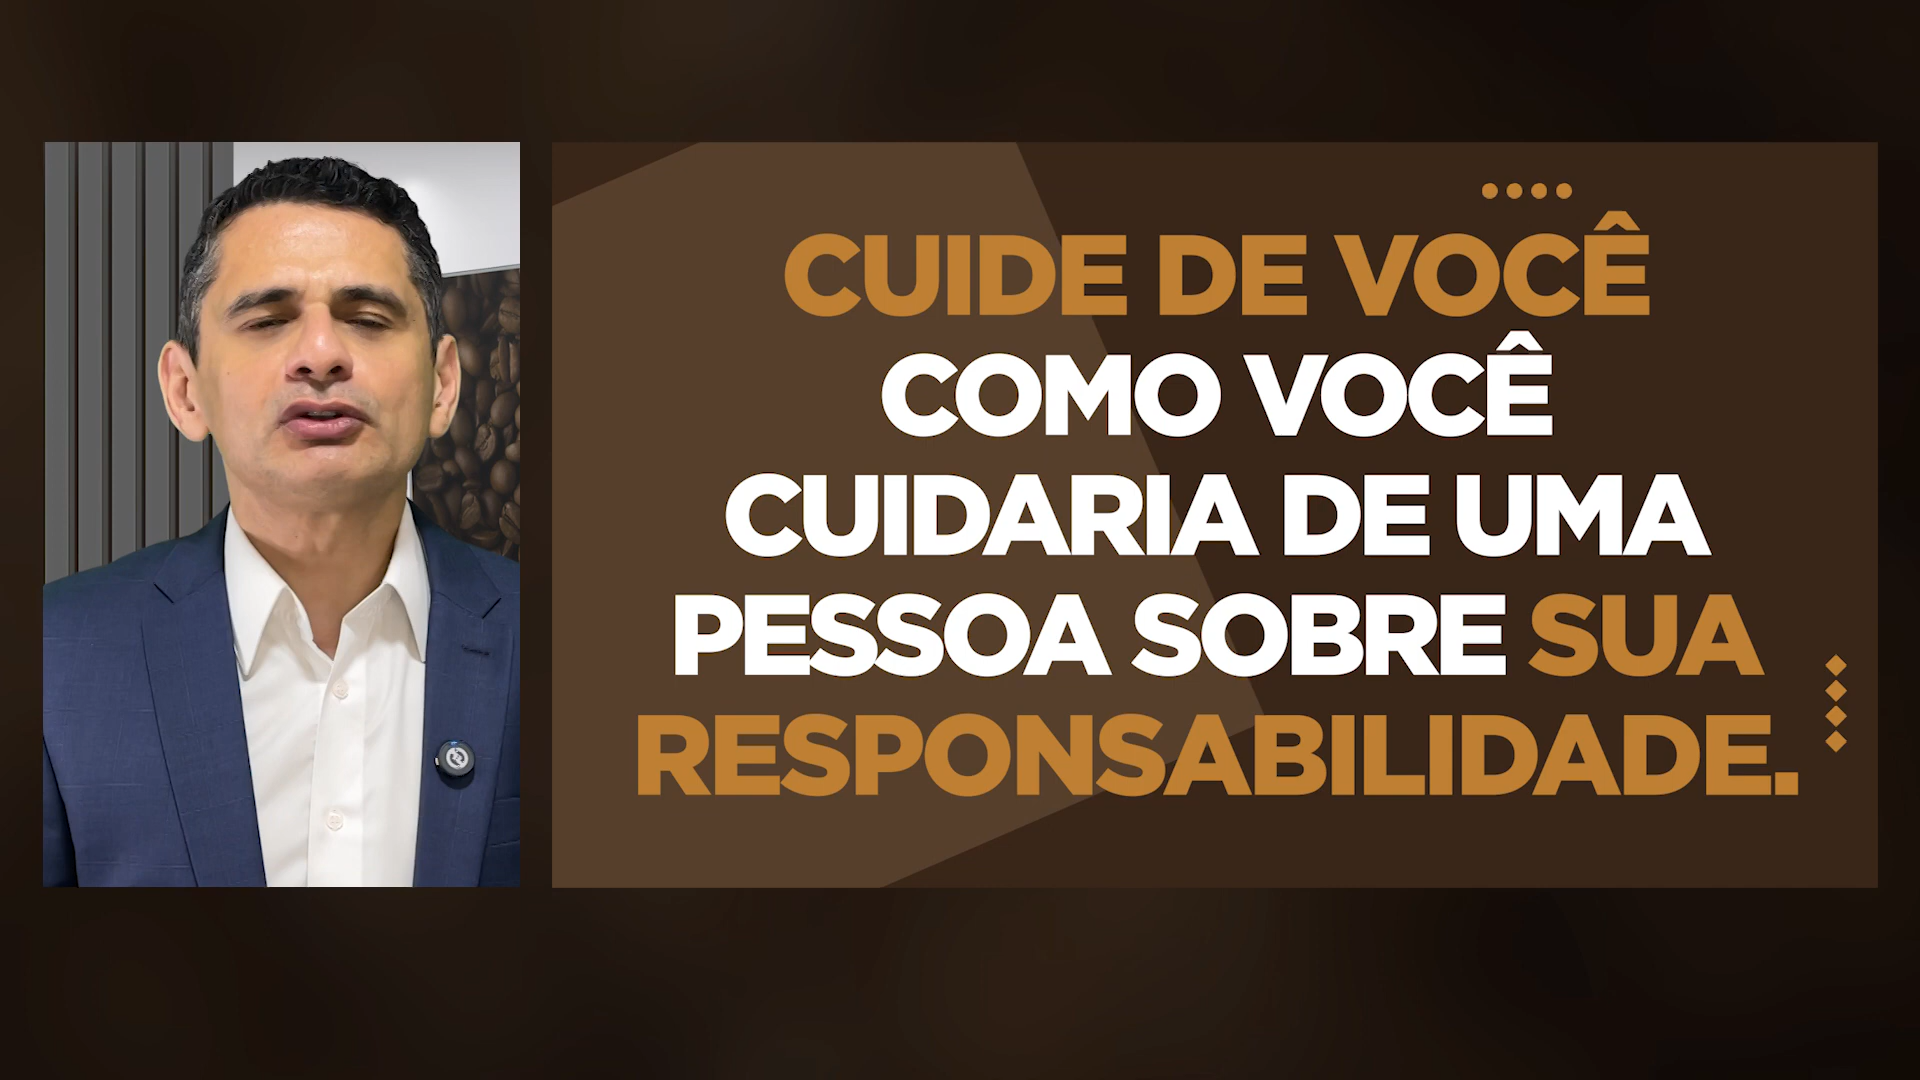 CUIDE DE VOCÊ
COMO VOCÊ
CUIDARIA DE UMA
PESSOA SOBRE SUA
RESPONSABILIDADE.